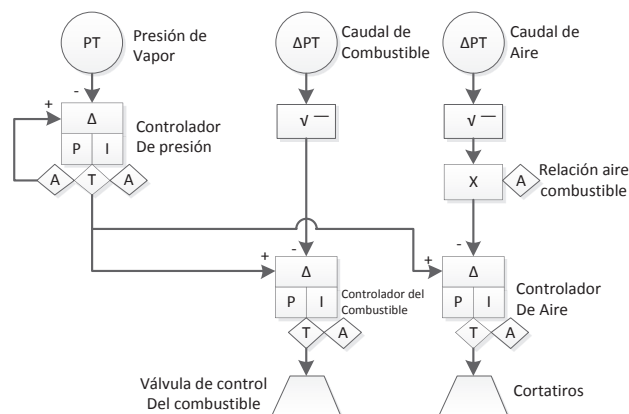 PT
Presión de
Vapor
ΔPT
Caudal de
Combustible
ΔPT
Caudal de
Aire
-
+
Δ
P I
Controlador
De presión
A T A
√
√
X
A
Relación aire
combustible
-
+
Δ
P I
Controlador del
Combustible
T A
-
+
Δ
P I
Controlador
De Aire
T A
Válvula de control
Del combustible
Cortatiros